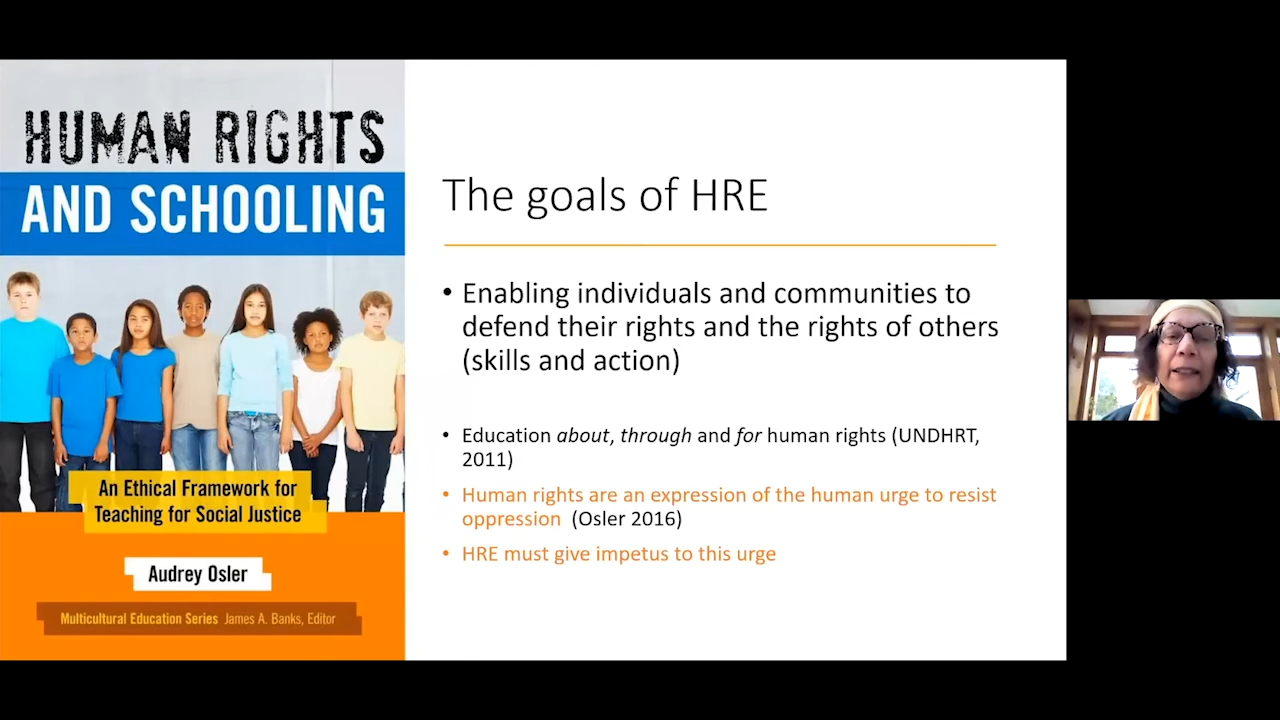 HUMAN RIGHTS
AND SCHOOLING
An Ethical Framework for
Teaching for Social Justice
Audrey Osler
Multicultural Education Series James A. Banks, Editor
The goals of HRE
• Enabling individuals and communities to
defend their rights and the rights of others
(skills and action)
• Education about, through and for human rights (UNDHRT,
2011)
• Human rights are an expression of the human urge to resist
oppression (Osler 2016)
• HRE must give impetus to this urge